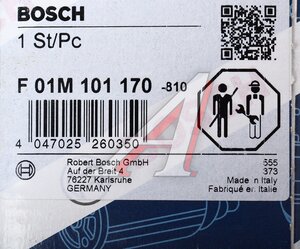 BOSCH
1 St/Pc
F 01M 101 170 -810
4 047025 260350
Robert Bosch GmbH
Auf der Breit 4
76227 Karlsruhe
GERMANY
555
373
Made in Italy
Fabriqué en Italie